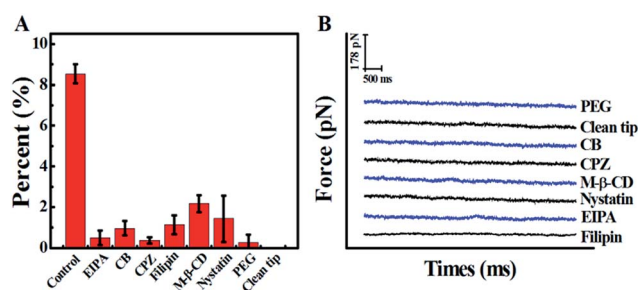 A
Percent (%)
10
8
6
4
2
0
Control
EIPA
CB
CPZ
Filipin
M-β-CD
Nystatin
PEG
Clean tip
B
Force (pN)
178 pN
500 ms
PEG
Clean tip
CB
CPZ
M-β-CD
Nystatin
EIPA
Filipin
Times (ms)